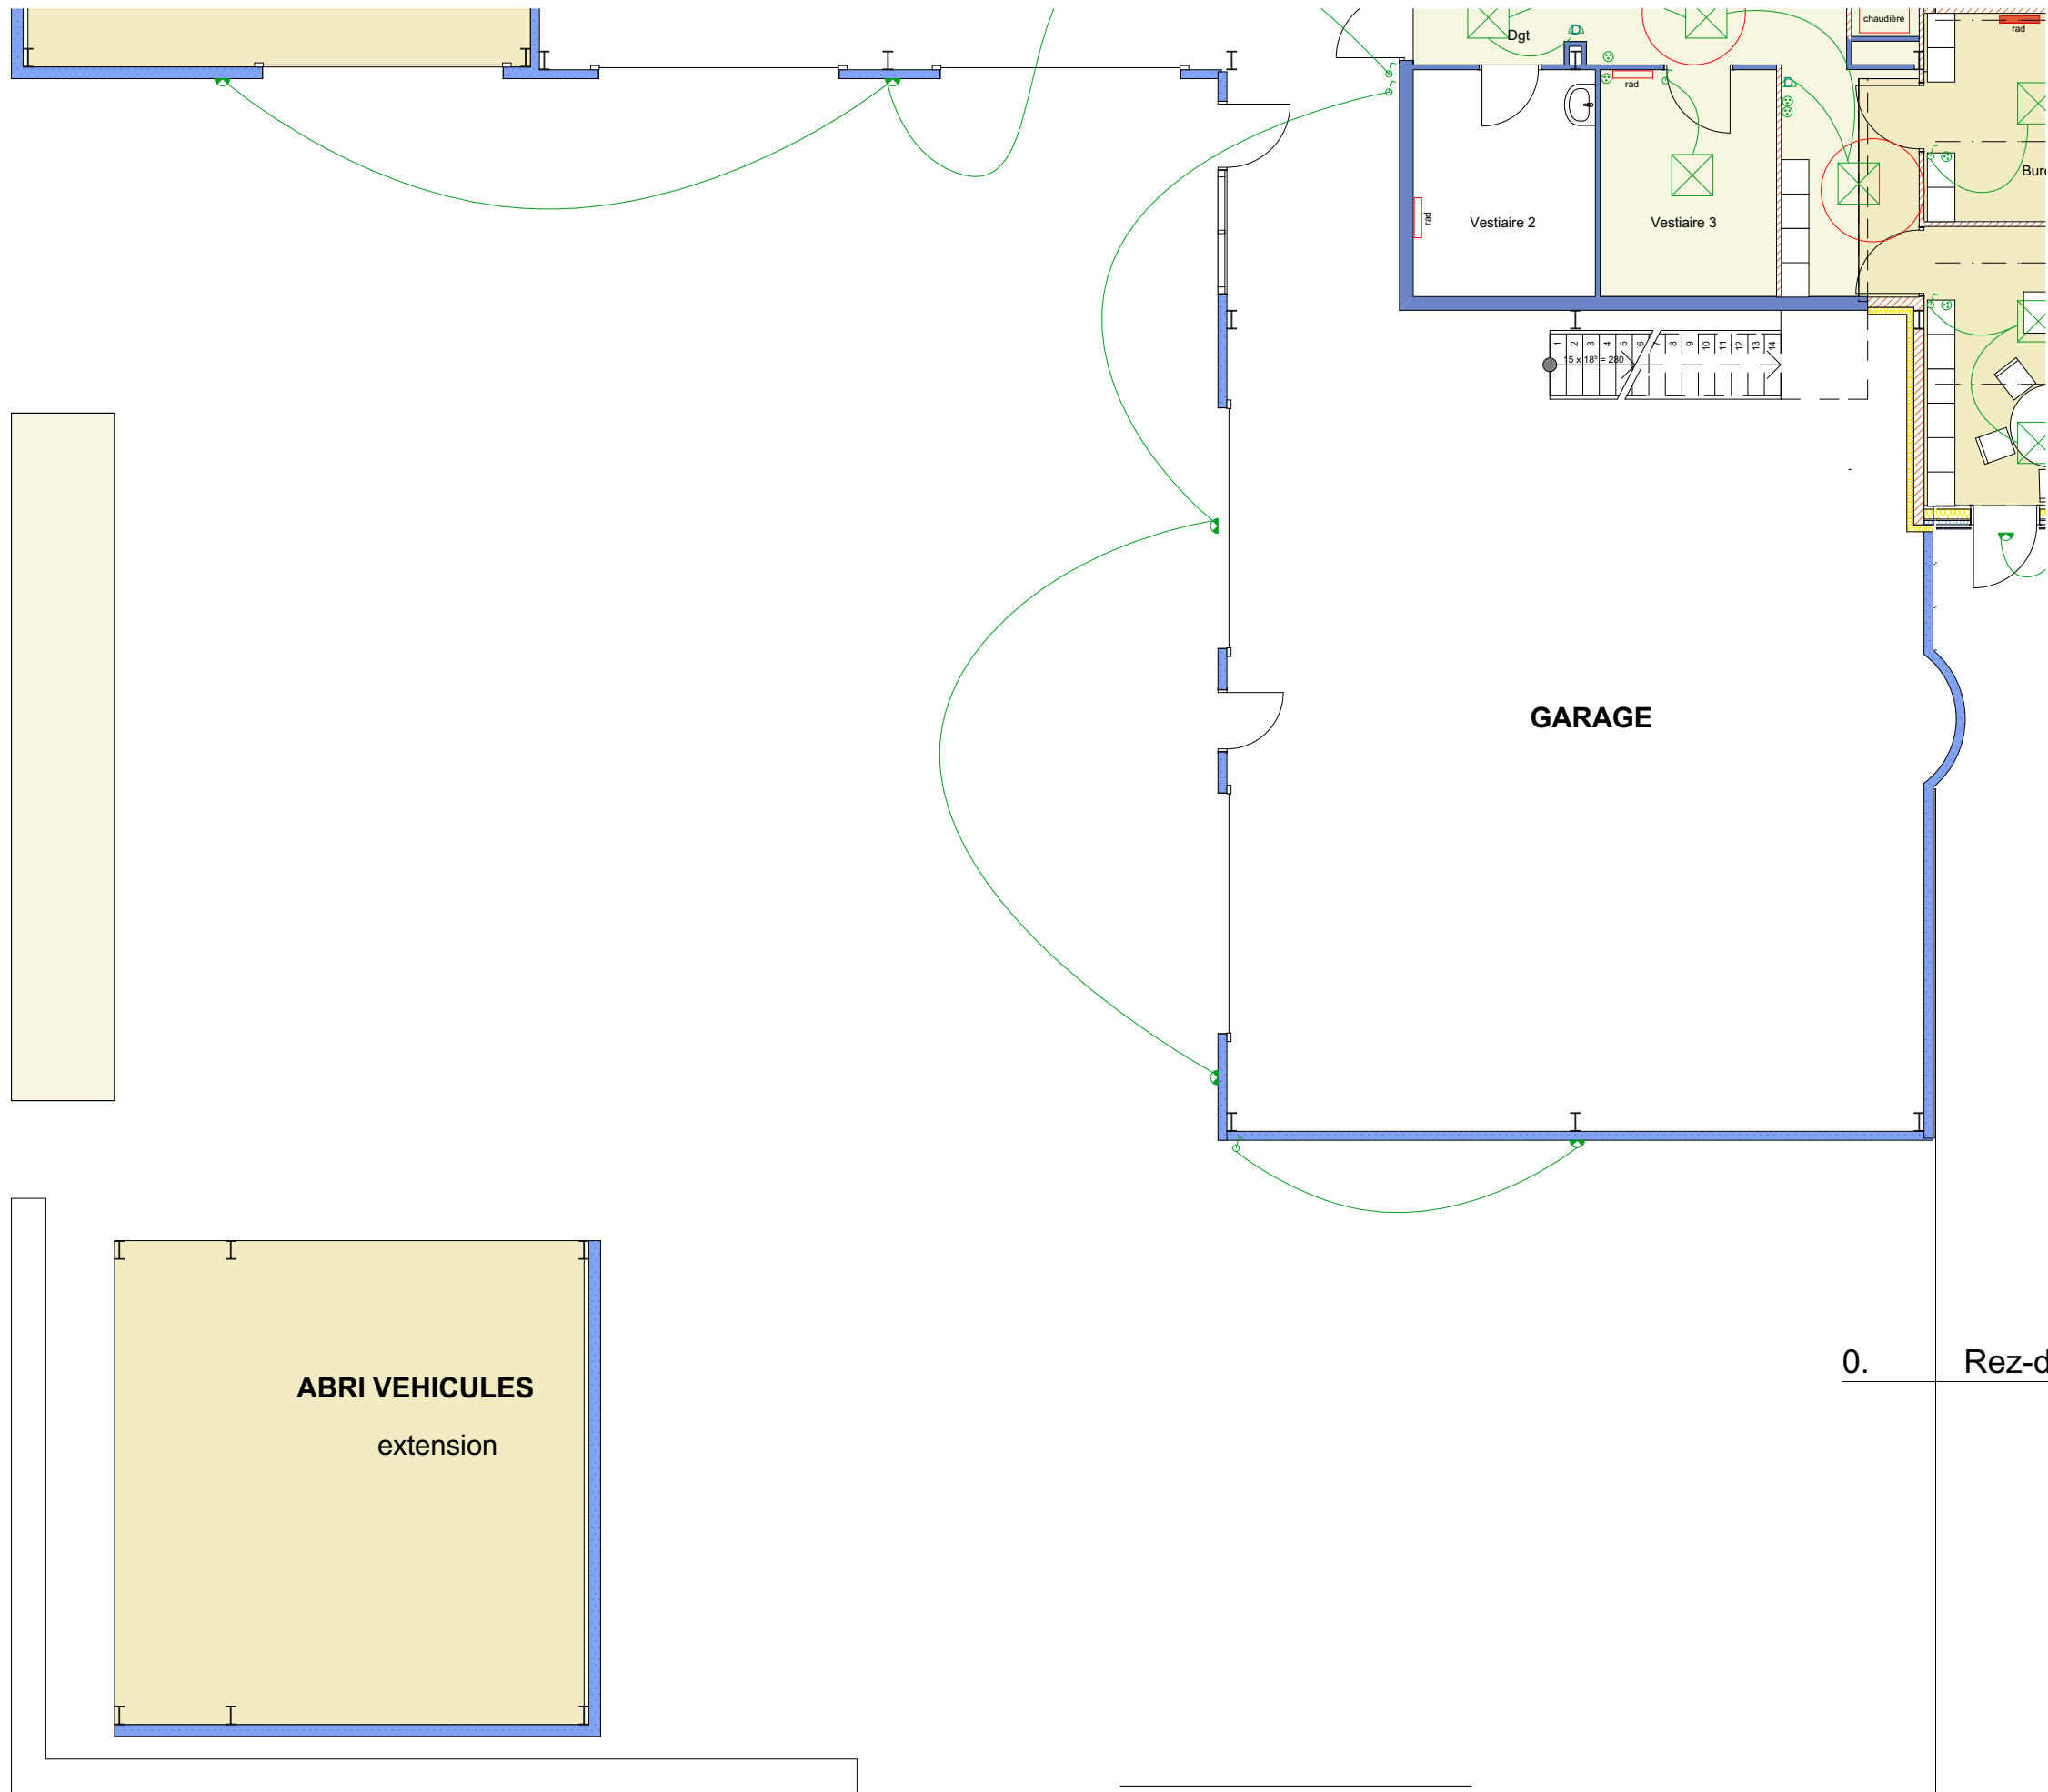 chaudière
rad
Dgt
rad
rad
Vestiaire 2
Vestiaire 3
Bure
1 2 3 4 5 6 7 8 9 10 11 12 13 14
15 x 18⁵ = 280
GARAGE
0. Rez-d
ABRI VEHICULES
extension